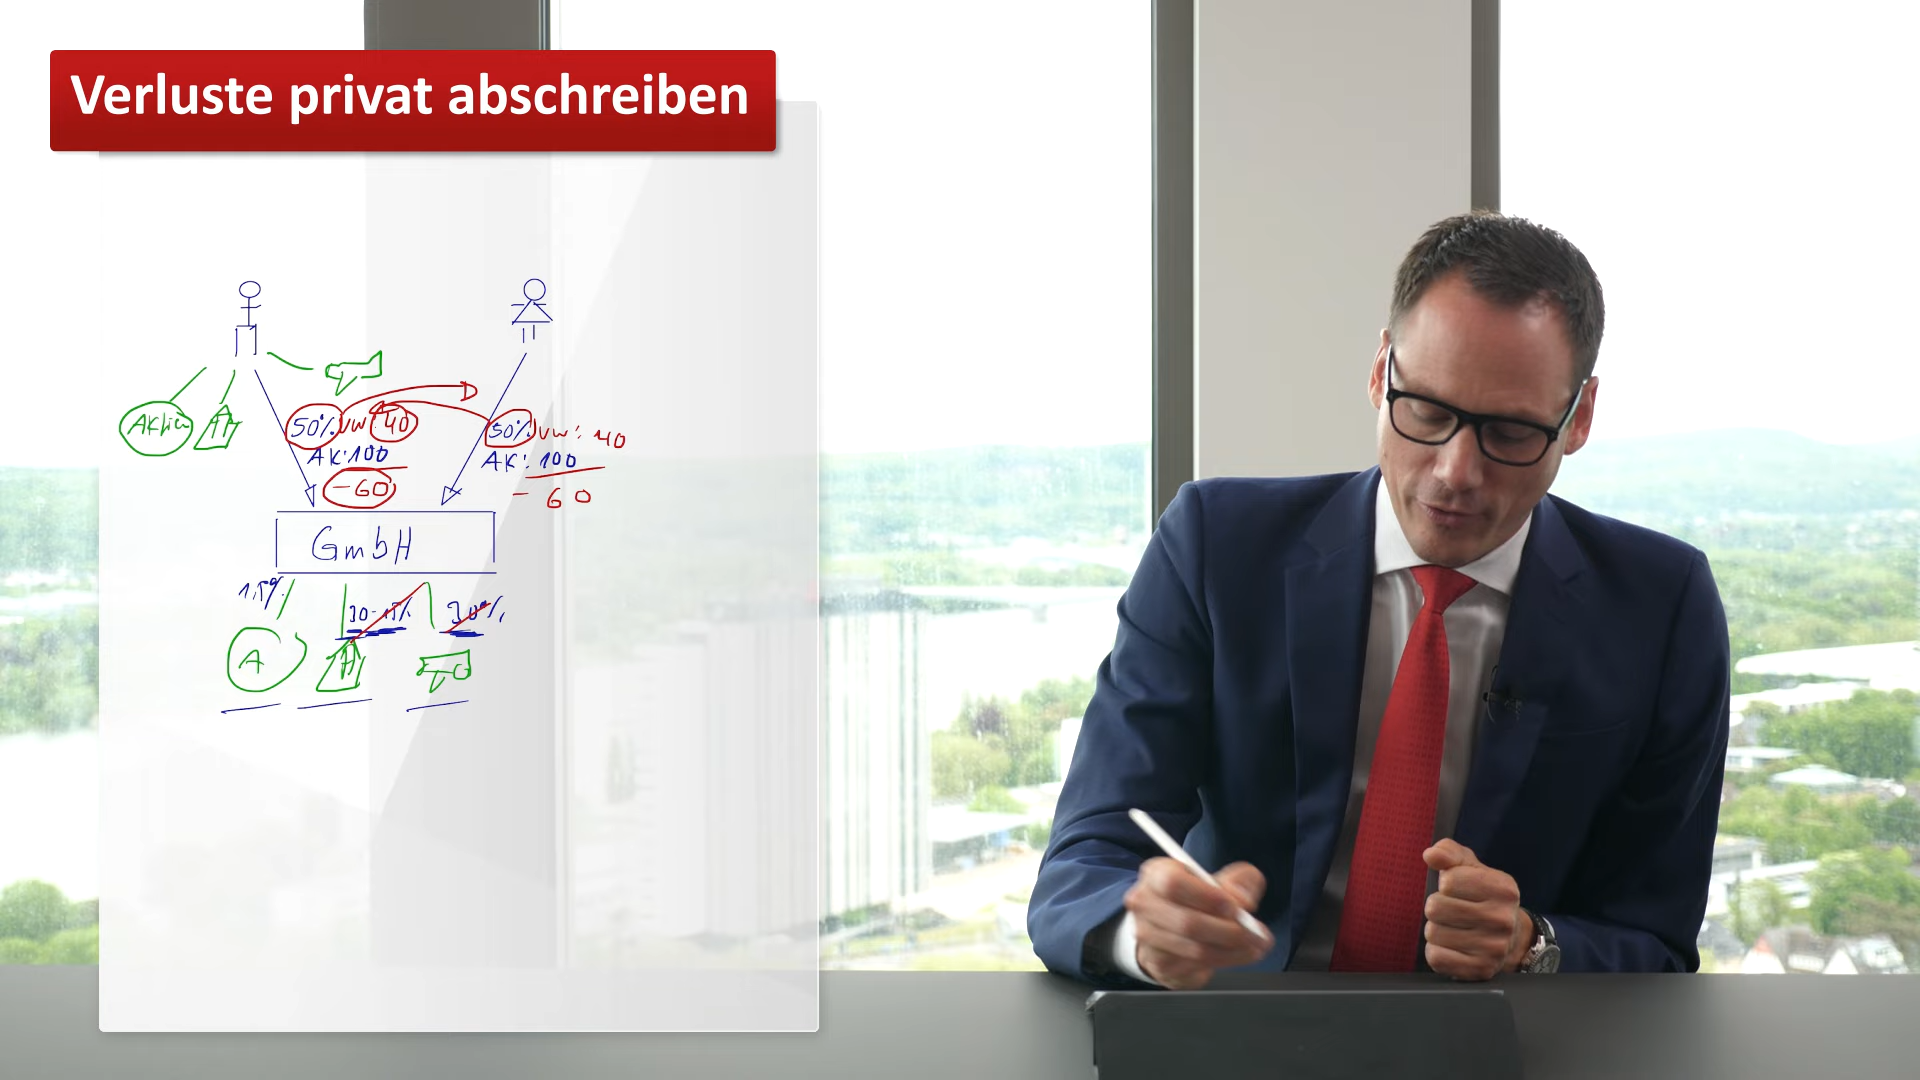 Verluste privat abschreiben
Aktien
50% VW: 40
AK: 100
-60
50% VW: 40
AK: 100
- 60
GmbH
1,5%
30-15%
30%
A